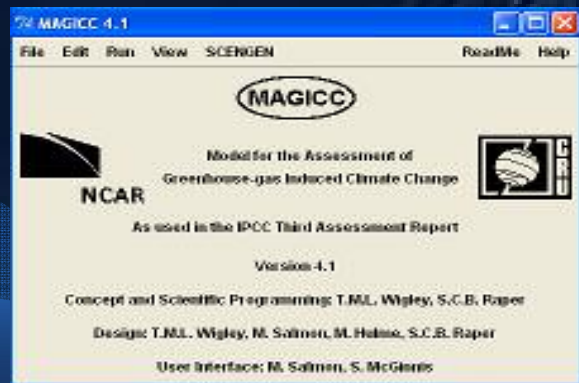 MAGICC 4.1
File Edit Run View SCENGEN ReadMe Help
MAGICC
NCAR
CRU
Model for the Assessment of
Greenhouse-gas Induced Climate Change
As used in the IPCC Third Assessment Report
Version 4.1
Concept and Scientific Programming: T.M.L. Wigley, S.C.B. Raper
Design: T.M.L. Wigley, M. Salmon, M. Hulme, S.C.B. Raper
User Interface: M. Salmon, S. McGinnis